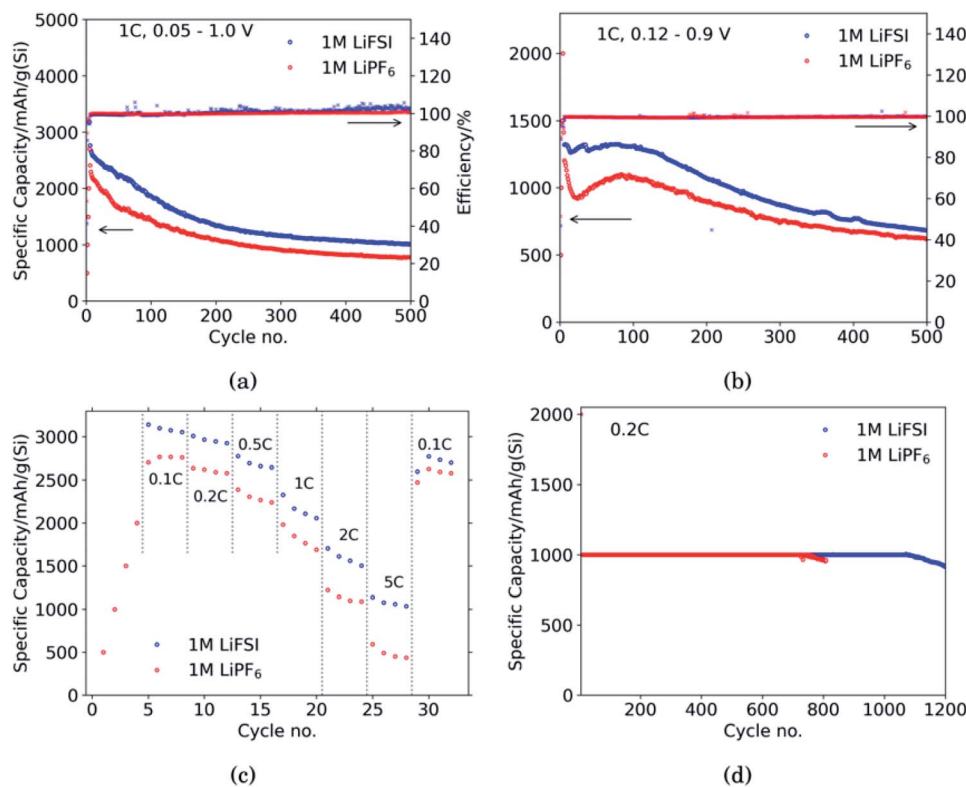 1C, 0.05 - 1.0 V
1M LiFSI
1M LiPF6
Specific Capacity/mAh/g(Si)
5000
4000
3000
2000
1000
0
140
120
100
80
60
40
20
0
Efficiency/%
0 100 200 300 400 500
Cycle no.
(a)
1C, 0.12 - 0.9 V
1M LiFSI
1M LiPF6
2000
1500
1000
500
0
140
120
100
80
60
40
20
0
0 100 200 300 400 500
(b)
Specific Capacity/mAh/g(Si)
3000
2500
2000
1500
1000
500
0
0.1C
0.2C
0.5C
1C
2C
5C
0.1C
1M LiFSI
1M LiPF6
0 5 10 15 20 25 30
Cycle no.
(c)
0.2C
1M LiFSI
1M LiPF6
Specific Capacity/mAh/g(Si)
2000
1500
1000
500
0
200 400 600 800 1000 1200
Cycle no.
(d)